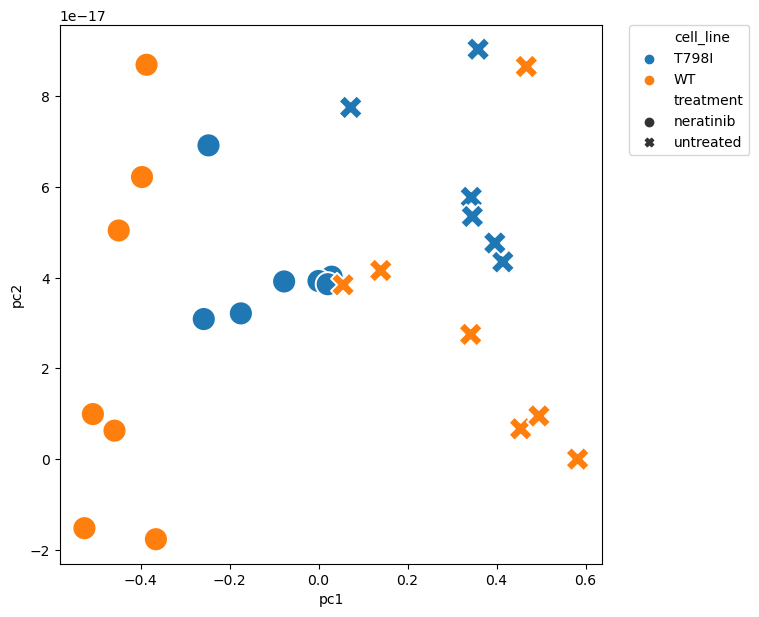 1e−17
8
6
4
2
0
−2
pc2
−0.4
−0.2
0.0
0.2
0.4
0.6
pc1
cell_line
T798I
WT
treatment
neratinib
untreated